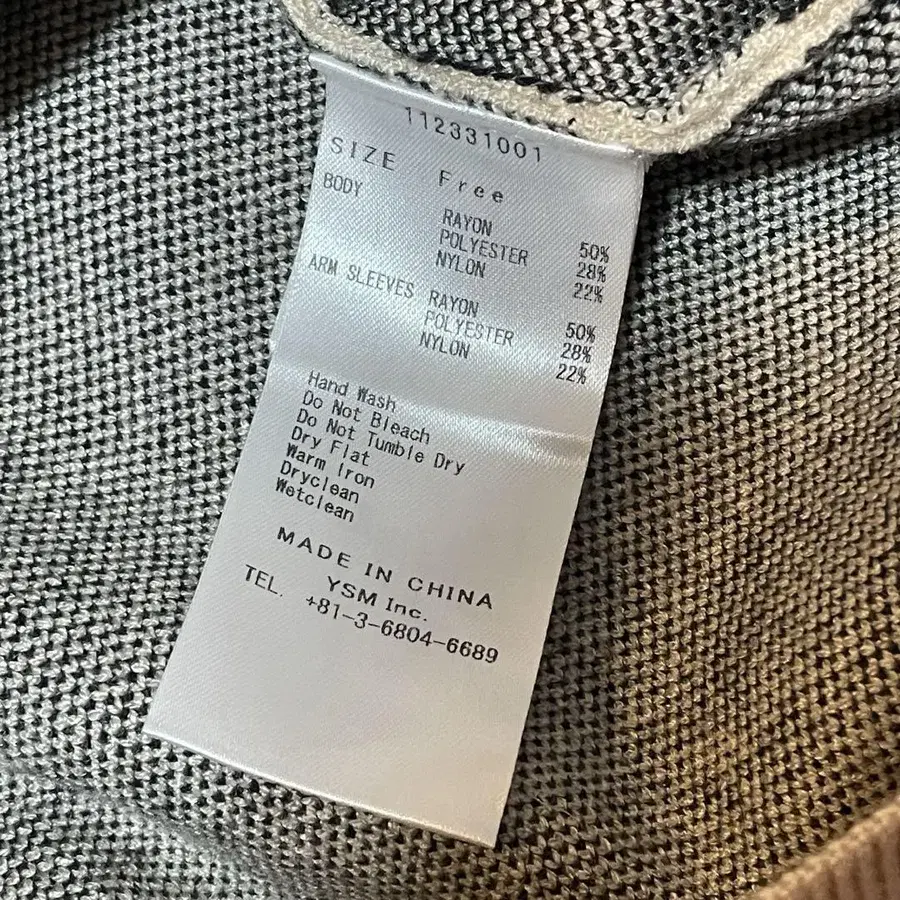 112331001
SIZE Free
BODY
RAYON 50%
POLYESTER 28%
NYLON 22%
ARM SLEEVES
RAYON 50%
POLYESTER 28%
NYLON 22%
Hand Wash
Do Not Bleach
Do Not Tumble Dry
Dry Flat
Warm Iron
Dryclean
Wetclean
MADE IN CHINA
YSM Inc.
TEL. +81-3-6804-6689